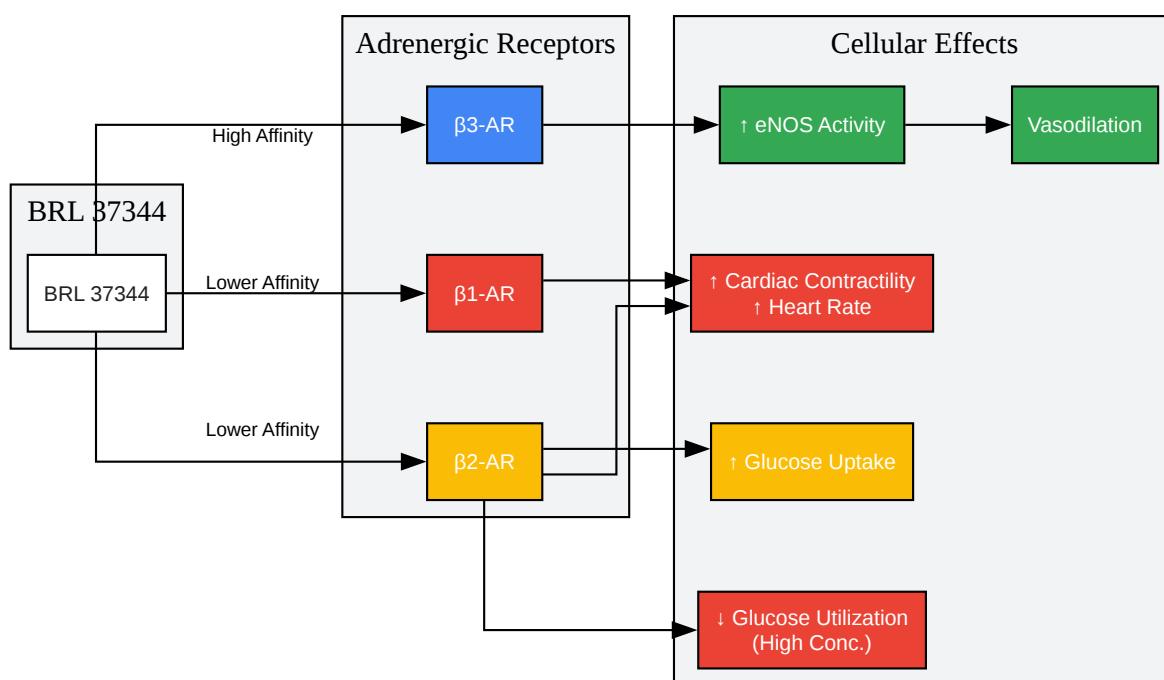 Adrenergic Receptors
Cellular Effects
β3-AR
↑ eNOS Activity
Vasodilation
High Affinity
BRL 37344
BRL 37344
Lower Affinity
β1-AR
↑ Cardiac Contractility
↑ Heart Rate
Lower Affinity
β2-AR
↑ Glucose Uptake
↓ Glucose Utilization
(High Conc.)